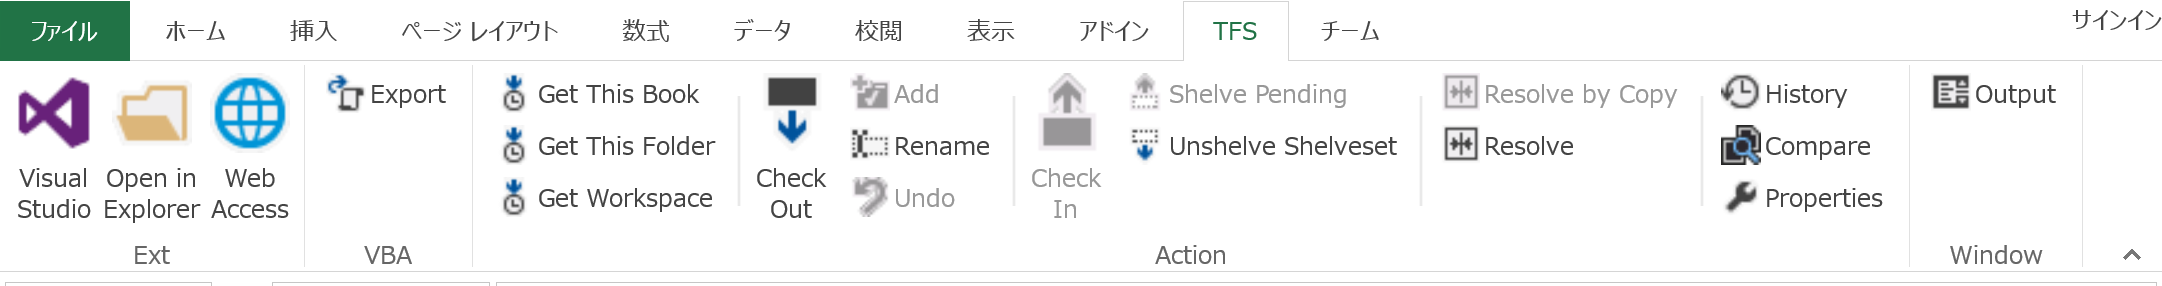 ファイル ホーム 挿入 ページ レイアウト 数式 データ 校閲 表示 アドイン TFS チーム サインイン
Visual Studio
Open in Explorer
Web Access
Ext
Export
VBA
Get This Book
Get This Folder
Get Workspace
Check Out
Add
Rename
Undo
Check In
Shelve Pending
Unshelve Shelveset
Resolve by Copy
Resolve
History
Compare
Properties
Action
Output
Window